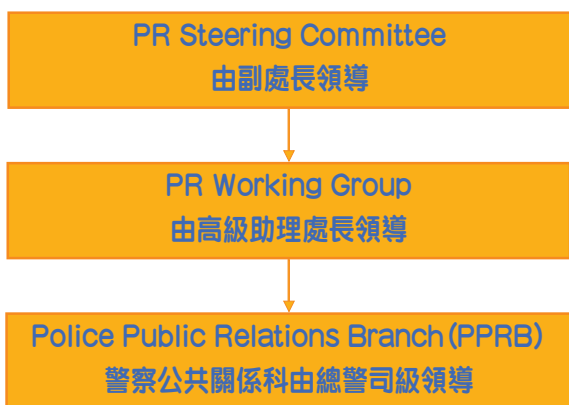 PR Steering Committee
由副處長領導
PR Working Group
由高級助理處長領導
Police Public Relations Branch(PPRB)
警察公共關係科由總警司級領導